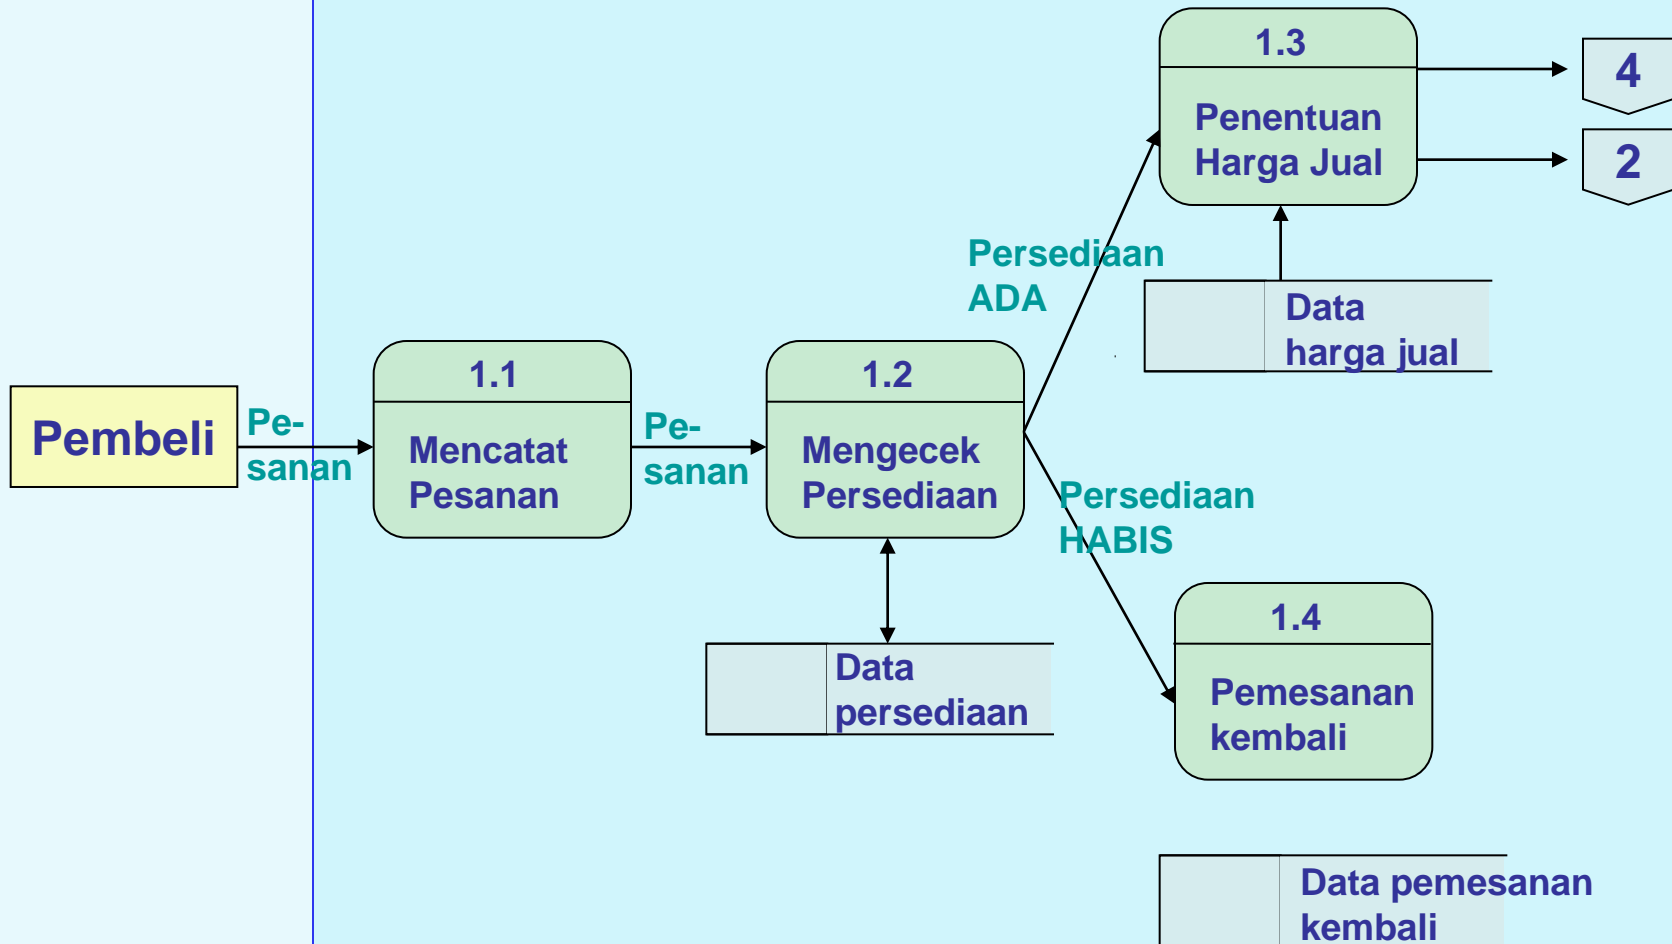 Pembeli
Pe-
sanan
1.1
Mencatat
Pesanan
Pe-
sanan
1.2
Mengecek
Persediaan
Data
persediaan
Persediaan
ADA
1.3
Penentuan
Harga Jual
4
2
Data
harga jual
Persediaan
HABIS
1.4
Pemesanan
kembali
Data pemesanan
kembali